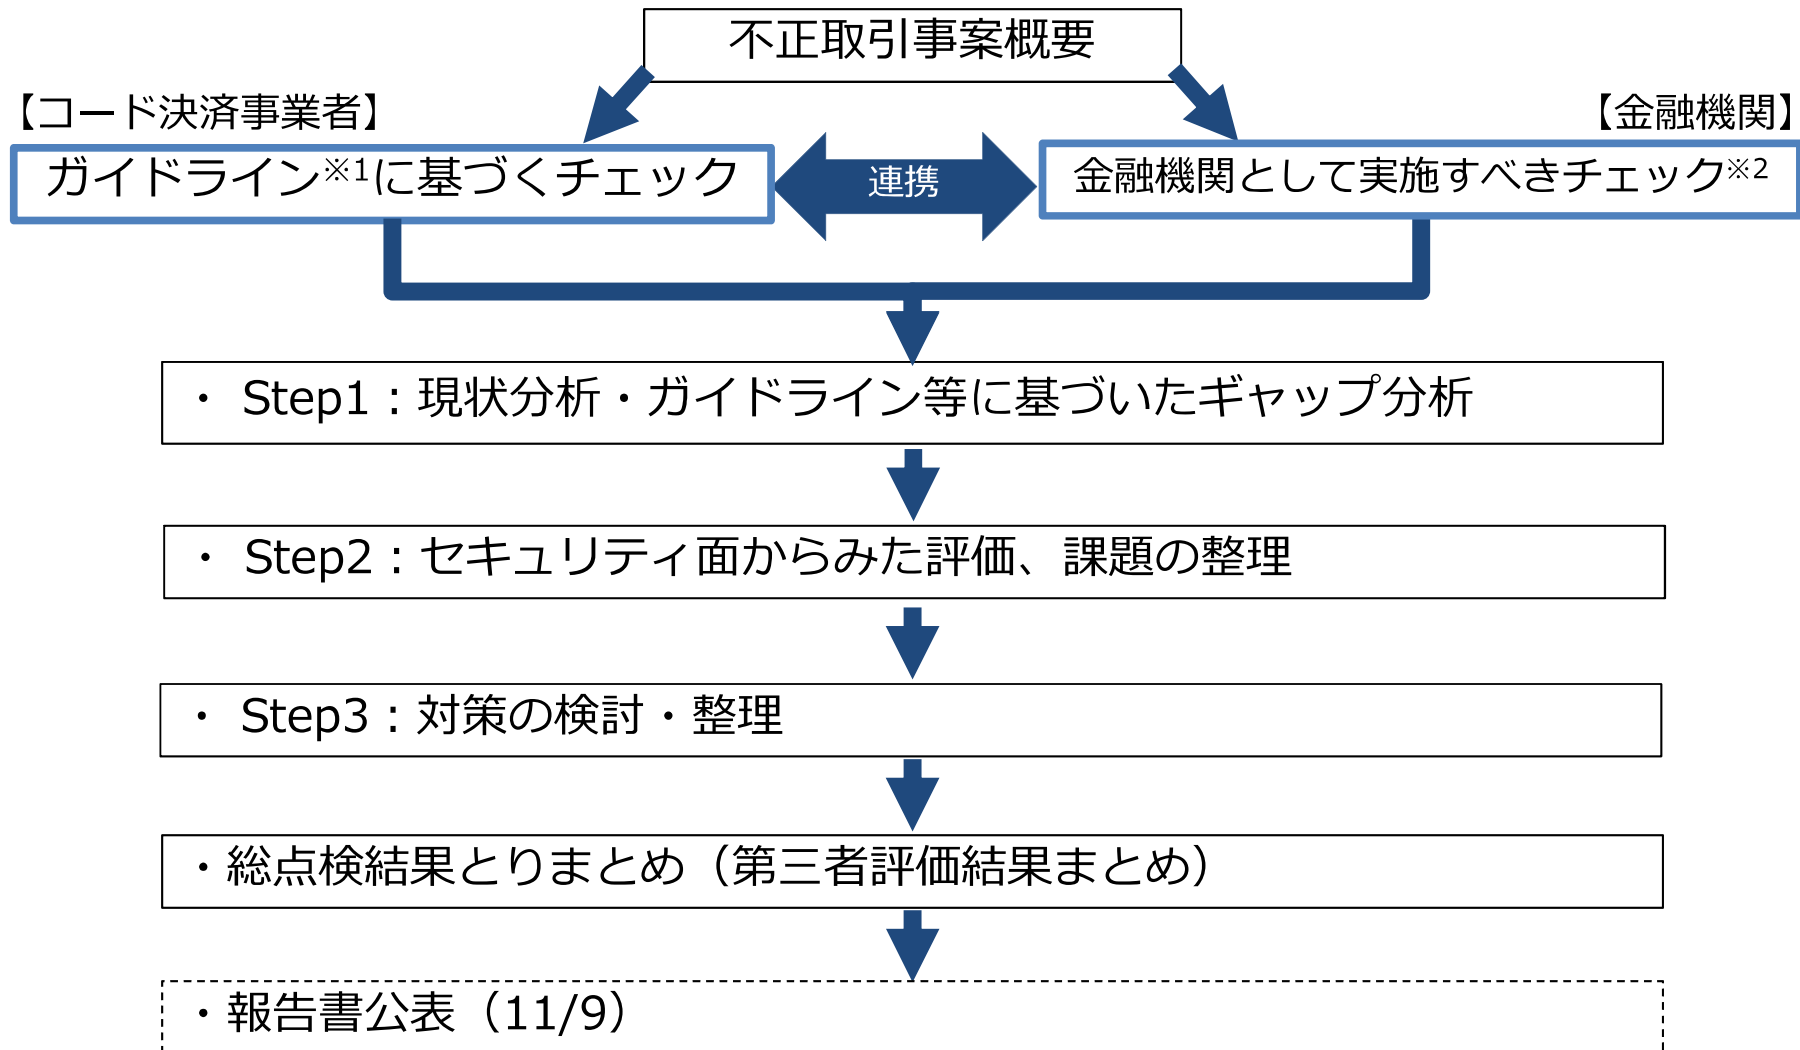 不正取引事案概要
【コード決済事業者】
【金融機関】
ガイドライン※1に基づくチェック
連携
金融機関として実施すべきチェック※2
・ Step1：現状分析・ガイドライン等に基づいたギャップ分析
・ Step2：セキュリティ面からみた評価、課題の整理
・ Step3：対策の検討・整理
・総点検結果とりまとめ（第三者評価結果まとめ）
・報告書公表（11/9）